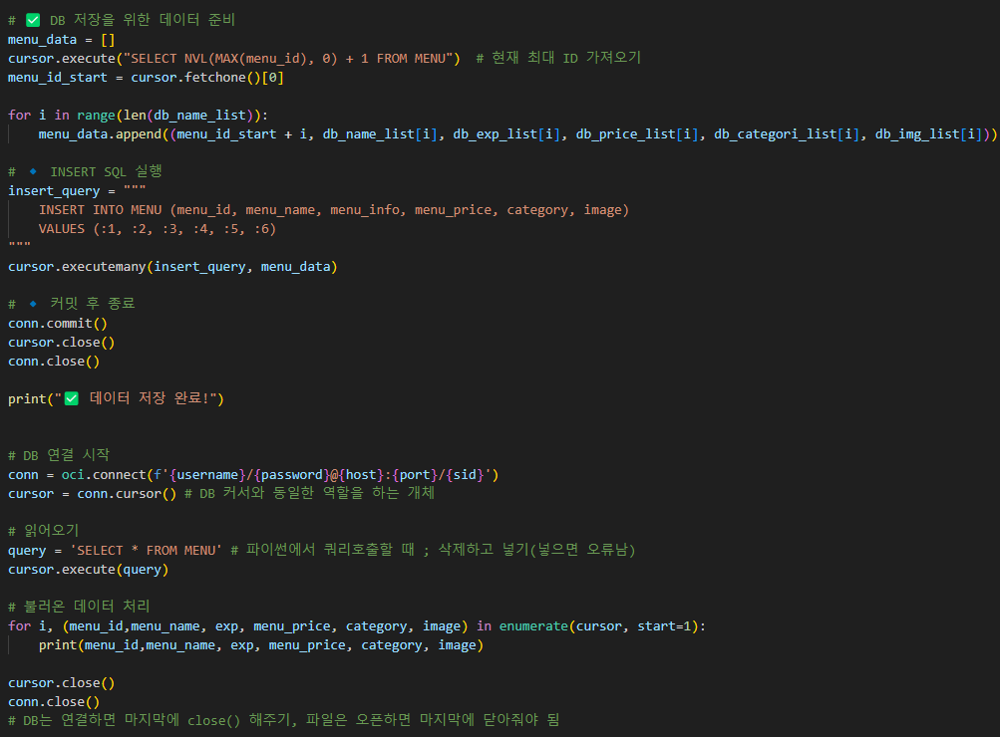 # ✅ DB 저장을 위한 데이터 준비
menu_data = []
cursor.execute("SELECT NVL(MAX(menu_id), 0) + 1 FROM MENU")  # 현재 최대 ID 가져오기
menu_id_start = cursor.fetchone()[0]

for i in range(len(db_name_list)):
    menu_data.append((menu_id_start + i, db_name_list[i], db_exp_list[i], db_price_list[i], db_categori_list[i], db_img_list[i]))

# 🔹 INSERT SQL 실행
insert_query = """
    INSERT INTO MENU (menu_id, menu_name, menu_info, menu_price, category, image)
    VALUES (:1, :2, :3, :4, :5, :6)
"""
cursor.executemany(insert_query, menu_data)

# 🔹 커밋 후 종료
conn.commit()
cursor.close()
conn.close()

print("✅ 데이터 저장 완료!")


# DB 연결 시작
conn = oci.connect(f'{username}/{password}@{host}:{port}/{sid}')
cursor = conn.cursor() # DB 커서와 동일한 역할을 하는 개체

# 읽어오기
query = 'SELECT * FROM MENU' # 파이썬에서 쿼리호출할 때 ; 삭제하고 넣기(넣으면 오류남)
cursor.execute(query)

# 불러온 데이터 처리
for i, (menu_id,menu_name, exp, menu_price, category, image) in enumerate(cursor, start=1):
    print(menu_id,menu_name, exp, menu_price, category, image)

cursor.close()
conn.close()
# DB는 연결하면 마지막에 close() 해주기, 파일은 오픈하면 마지막에 닫아줘야 됨